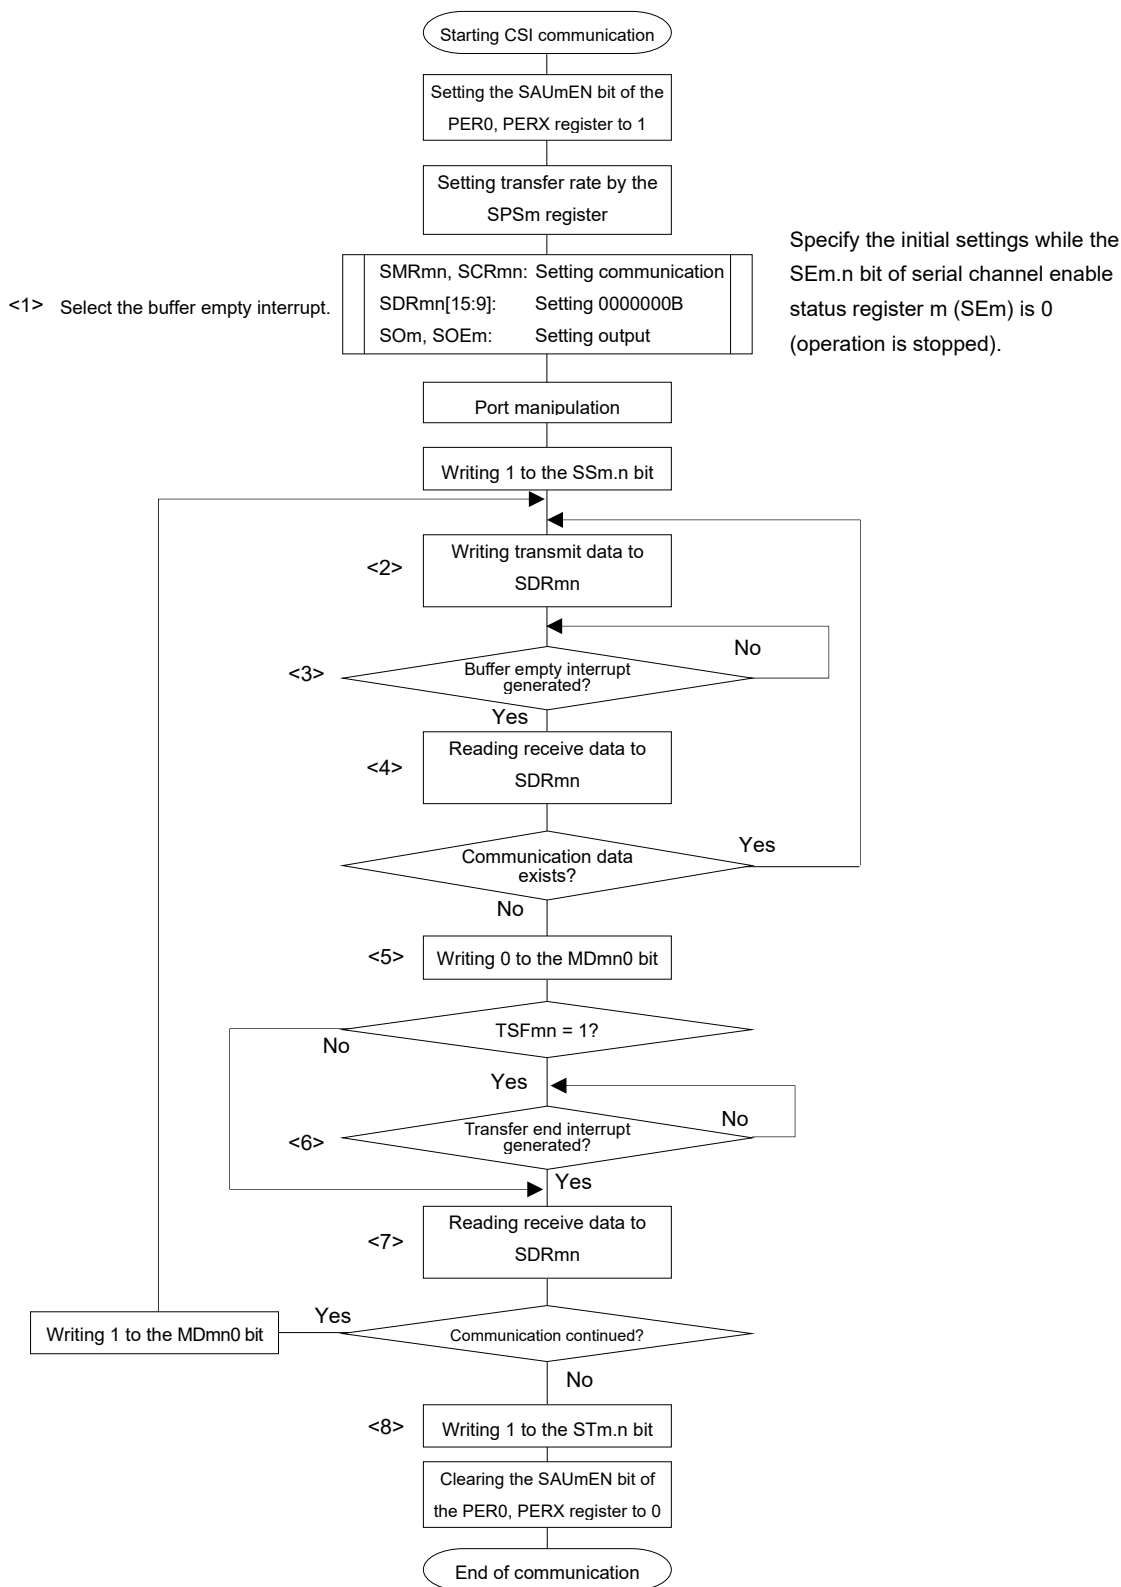 Starting CSI communication
Setting the SAUmEN bit of the
PER0, PERX register to 1
Setting transfer rate by the
SPSm register
<1> Select the buffer empty interrupt.
SMRmn, SCRmn: Setting communication
SDRmn[15:9]: Setting 0000000B
SOm, SOEm: Setting output
Specify the initial settings while the
SEm.n bit of serial channel enable
status register m (SEm) is 0
(operation is stopped).
Port manipulation
Writing 1 to the SSm.n bit
<2>
Writing transmit data to
SDRmn
No
<3>
Buffer empty interrupt
generated?
Yes
<4>
Reading receive data to
SDRmn
Yes
Communication data
exists?
No
<5>
Writing 0 to the MDmn0 bit
TSFmn = 1?
No
Yes
No
<6>
Transfer end interrupt
generated?
Yes
<7>
Reading receive data to
SDRmn
Yes
Writing 1 to the MDmn0 bit
Communication continued?
No
<8>
Writing 1 to the STm.n bit
Clearing the SAUmEN bit of
the PER0, PERX register to 0
End of communication